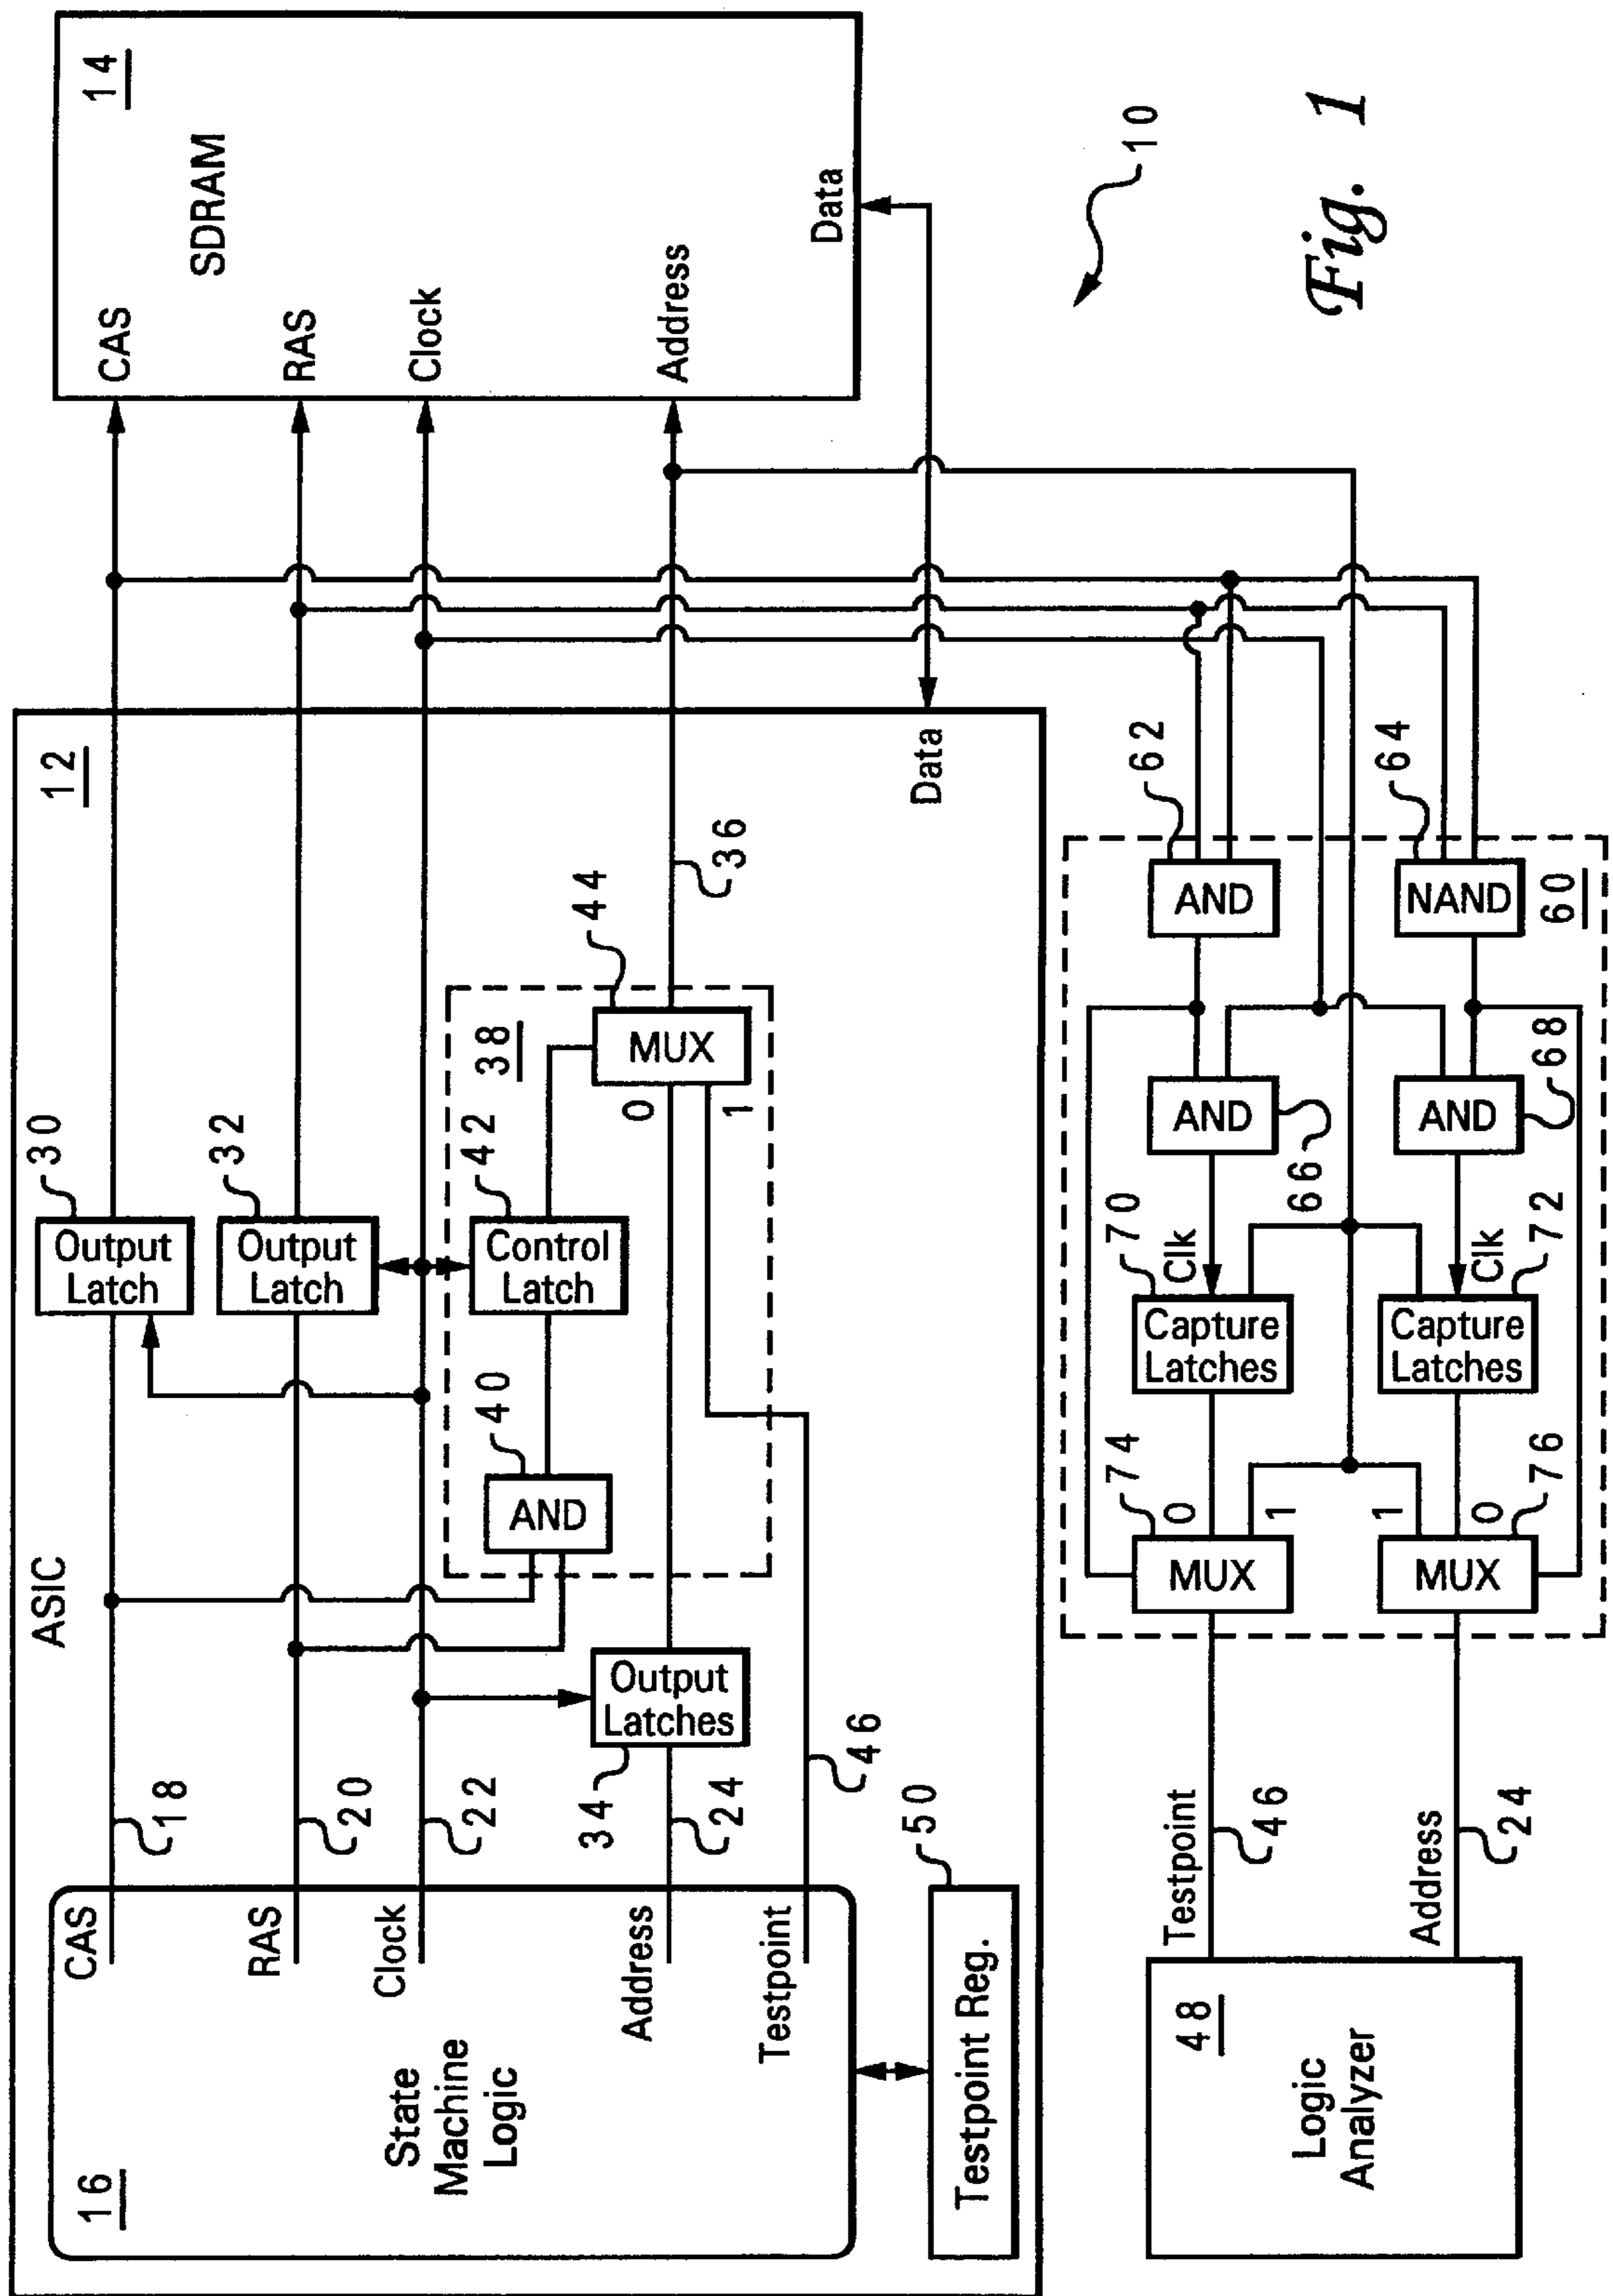 ASIC
12
16
State
Machine
Logic
CAS
RAS
Clock
Address
Testpoint
18
20
22
24
46
34
Output
Latches
30
Output
Latch
32
Output
Latch
38
40
AND
42
Control
Latch
44
MUX
0
1
36
Data
50
Testpoint Reg.
14
SDRAM
CAS
RAS
Clock
Address
Data
10
48
Logic
Analyzer
Testpoint
46
Address
24
74
MUX
0
1
76
MUX
1
0
70
Capture
Latches
Clk
72
Capture
Latches
Clk
66
AND
68
AND
62
AND
64
NAND
60
Fig. 1